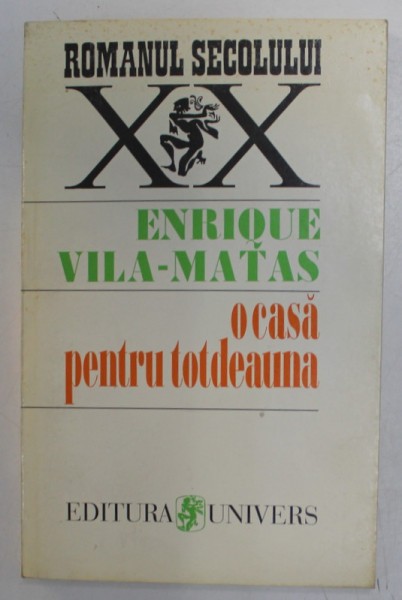 ROMANUL SECOLULUI
XX
ENRIQUE
VILA-MATAS
o casă
pentru totdeauna
EDITURA UNIVERS